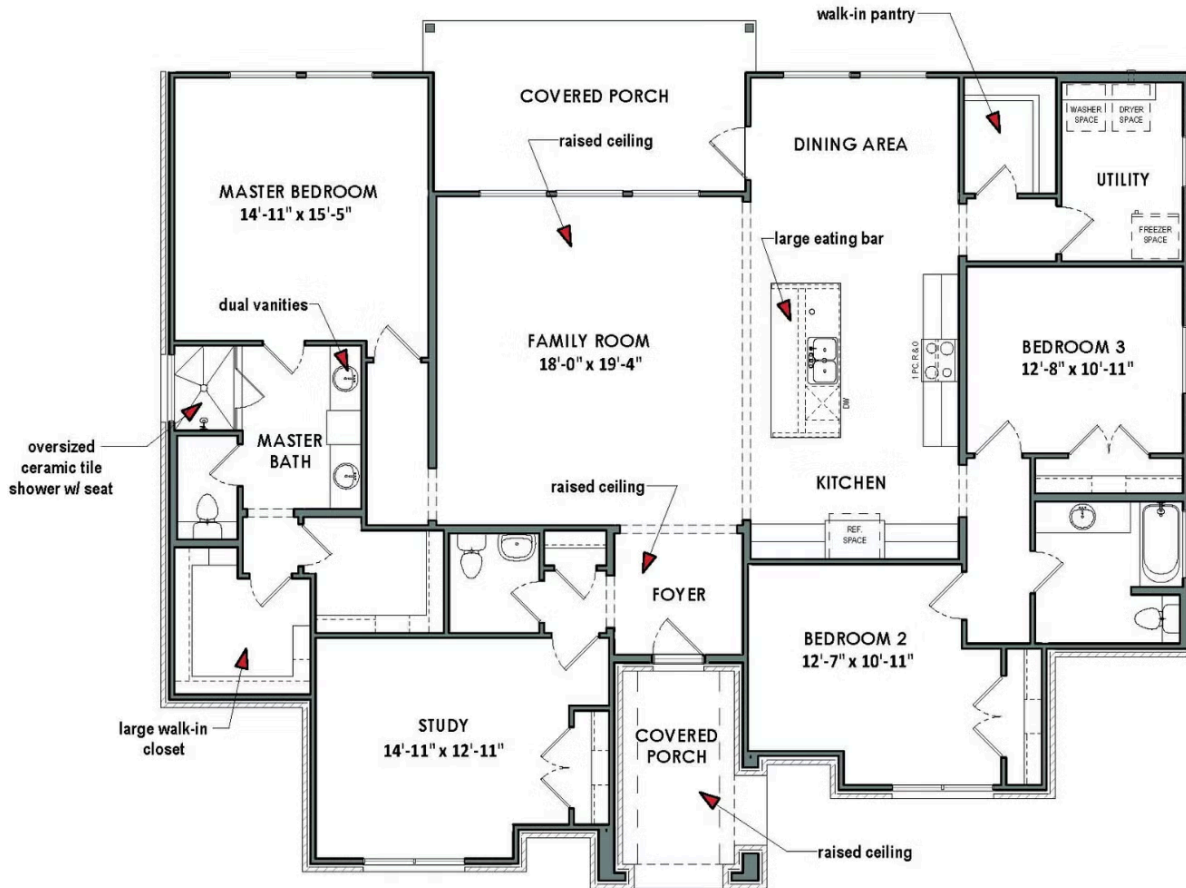 walk-in pantry
COVERED PORCH
raised ceiling
WASHER
SPACE
DRYER
SPACE
DINING AREA
MASTER BEDROOM
14'-11" x 15'-5"
UTILITY
FREEZER
SPACE
large eating bar
dual vanities
FAMILY ROOM
18'-0" x 19'-4"
1 PC. R.& O
BEDROOM 3
12'-8" x 10'-11"
DW
oversized
ceramic tile
shower w/ seat
MASTER
BATH
raised ceiling
KITCHEN
REF.
SPACE
FOYER
BEDROOM 2
12'-7" x 10'-11"
large walk-in
closet
STUDY
14'-11" x 12'-11"
COVERED
PORCH
raised ceiling